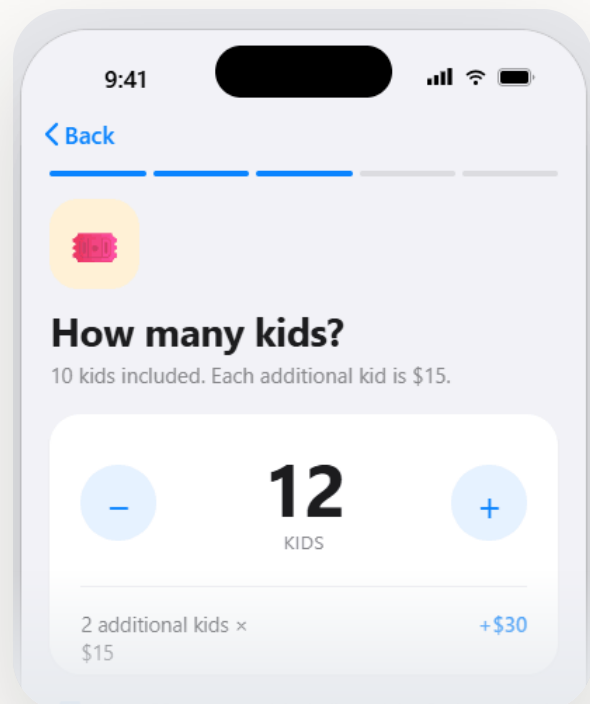 9:41
Back
How many kids?
10 kids included. Each additional kid is $15.
− 12 +
KIDS
2 additional kids × +$30
$15